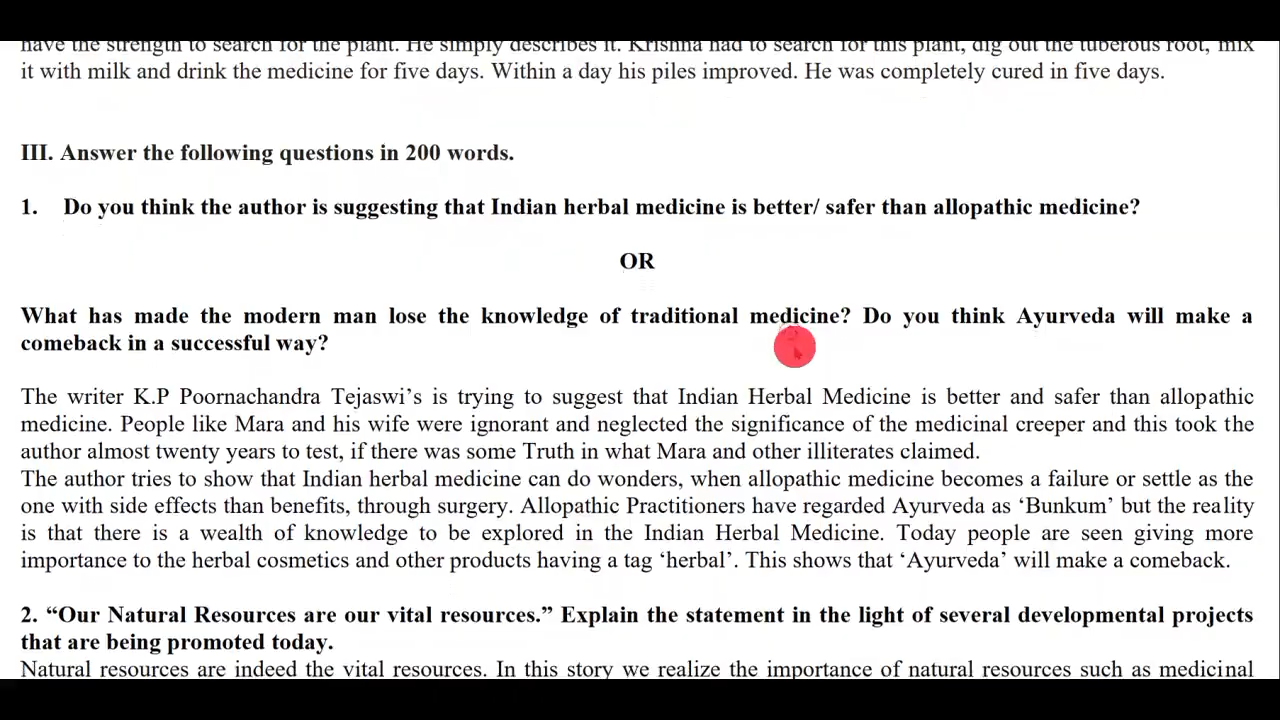 have the strength to search for the plant. He simply describes it. Krishna had to search for this plant, dig out the tuberous root, mix
it with milk and drink the medicine for five days. Within a day his piles improved. He was completely cured in five days.
III. Answer the following questions in 200 words.
1. Do you think the author is suggesting that Indian herbal medicine is better/ safer than allopathic medicine?
OR
What has made the modern man lose the knowledge of traditional medicine? Do you think Ayurveda will make a
comeback in a successful way?
The writer K.P Poornachandra Tejaswi’s is trying to suggest that Indian Herbal Medicine is better and safer than allopathic
medicine. People like Mara and his wife were ignorant and neglected the significance of the medicinal creeper and this took the
author almost twenty years to test, if there was some Truth in what Mara and other illiterates claimed.
The author tries to show that Indian herbal medicine can do wonders, when allopathic medicine becomes a failure or settle as the
one with side effects than benefits, through surgery. Allopathic Practitioners have regarded Ayurveda as ‘Bunkum’ but the reality
is that there is a wealth of knowledge to be explored in the Indian Herbal Medicine. Today people are seen giving more
importance to the herbal cosmetics and other products having a tag ‘herbal’. This shows that ‘Ayurveda’ will make a comeback.
2. “Our Natural Resources are our vital resources.” Explain the statement in the light of several developmental projects
that are being promoted today.
Natural resources are indeed the vital resources. In this story we realize the importance of natural resources such as medicinal